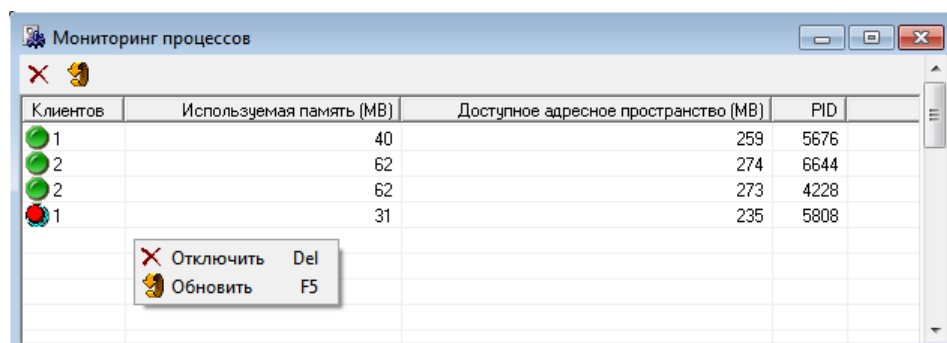 Мониторинг процессов
Клиентов Используемая память (MB) Доступное адресное пространство (MB) PID
1 40 259 5676
2 62 274 6644
2 62 273 4228
1 31 235 5808
Отключить Del
Обновить F5